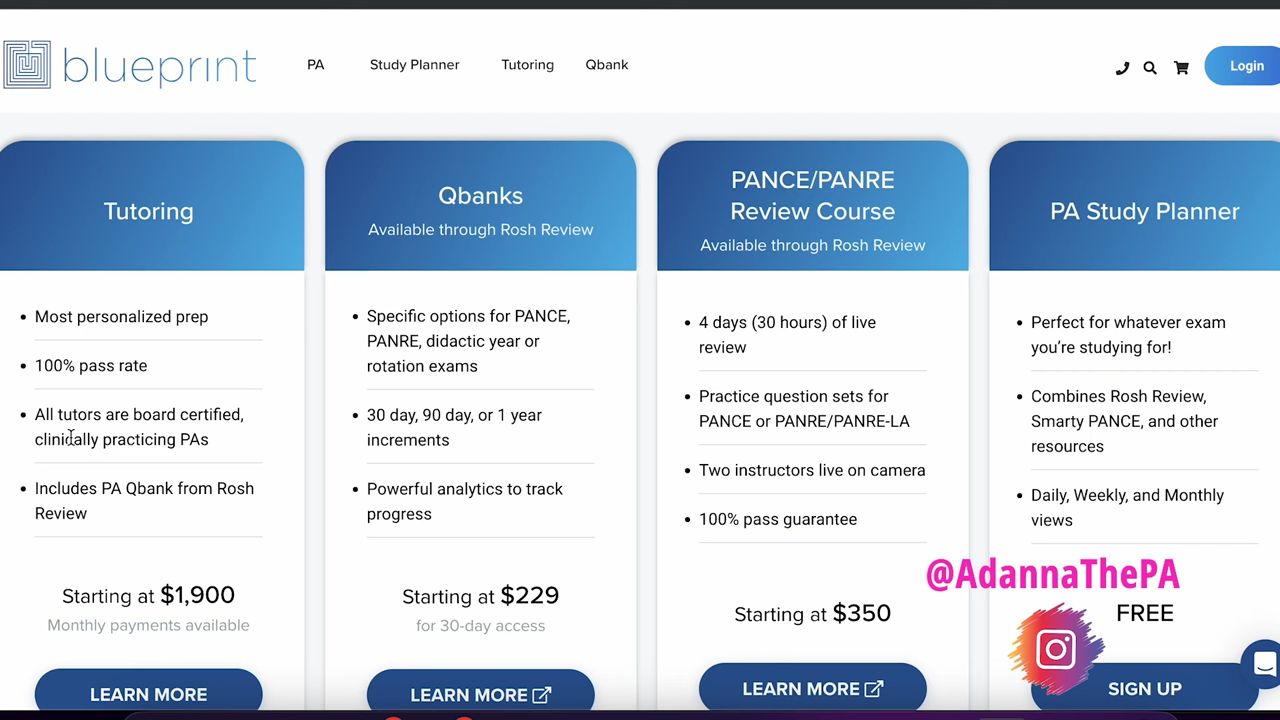 blueprint
PA
Study Planner
Tutoring
Qbank
Login
Tutoring
• Most personalized prep
• 100% pass rate
• All tutors are board certified,
clinically practicing PAs
• Includes PA Qbank from Rosh
Review
Starting at $1,900
Monthly payments available
LEARN MORE
Qbanks
Available through Rosh Review
• Specific options for PANCE,
PANRE, didactic year or
rotation exams
• 30 day, 90 day, or 1 year
increments
• Powerful analytics to track
progress
Starting at $229
for 30-day access
LEARN MORE
PANCE/PANRE
Review Course
Available through Rosh Review
• 4 days (30 hours) of live
review
• Practice question sets for
PANCE or PANRE/PANRE-LA
• Two instructors live on camera
• 100% pass guarantee
Starting at $350
LEARN MORE
PA Study Planner
• Perfect for whatever exam
you’re studying for!
• Combines Rosh Review,
Smarty PANCE, and other
resources
• Daily, Weekly, and Monthly
views
@AdannaThePA
FREE
SIGN UP